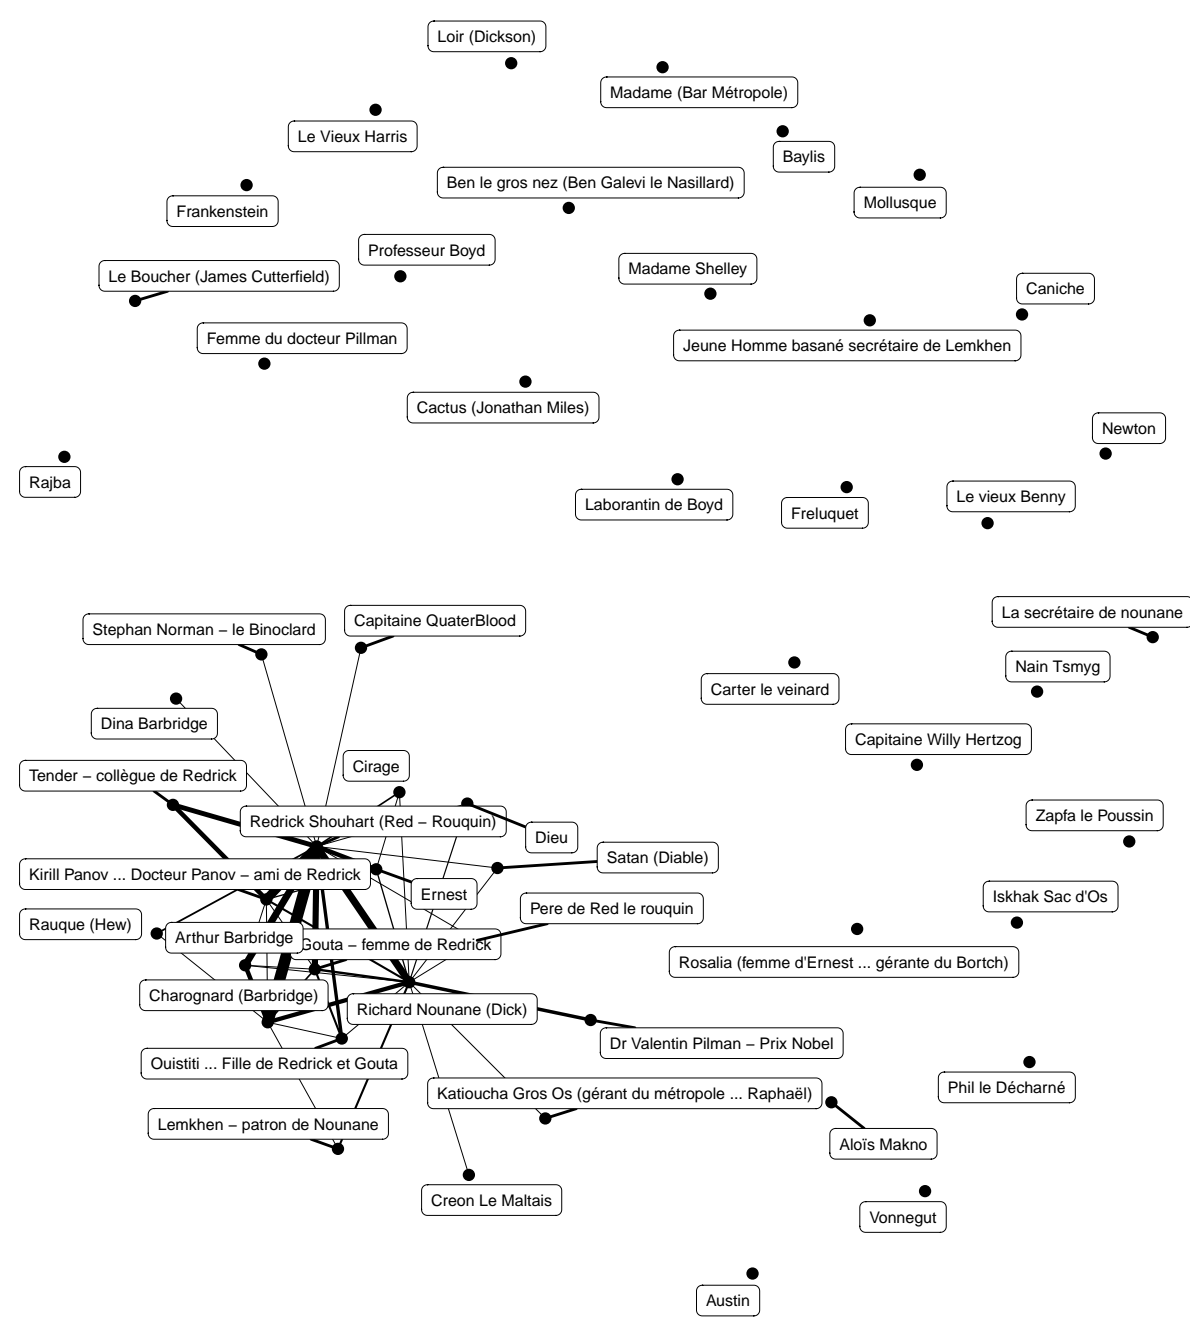 Loir (Dickson)
Madame (Bar Métropole)
Le Vieux Harris
Baylis
Ben le gros nez (Ben Galevi le Nasillard)
Mollusque
Frankenstein
Professeur Boyd
Madame Shelley
Le Boucher (James Cutterfield)
Caniche
Femme du docteur Pillman
Jeune Homme basané secrétaire de Lemkhen
Cactus (Jonathan Miles)
Newton
Rajba
Le vieux Benny
Laborantin de Boyd
Freluquet
La secrétaire de nounane
Capitaine QuaterBlood
Stephan Norman – le Binoclard
Nain Tsmyg
Carter le veinard
Dina Barbridge
Capitaine Willy Hertzog
Cirage
Tender – collègue de Redrick
Zapfa le Poussin
Redrick Shouhart (Red – Rouquin)
Dieu
Satan (Diable)
Kirill Panov ... Docteur Panov – ami de Redrick
Ernest
Iskhak Sac d'Os
Pere de Red le rouquin
Rauque (Hew)
Arthur Barbridge
Gouta – femme de Redrick
Rosalia (femme d'Ernest ... gérante du Bortch)
Charognard (Barbridge)
Richard Nounane (Dick)
Dr Valentin Pilman – Prix Nobel
Ouistiti ... Fille de Redrick et Gouta
Phil le Décharné
Katioucha Gros Os (gérant du métropole ... Raphaël)
Lemkhen – patron de Nounane
Aloïs Makno
Creon Le Maltais
Vonnegut
Austin